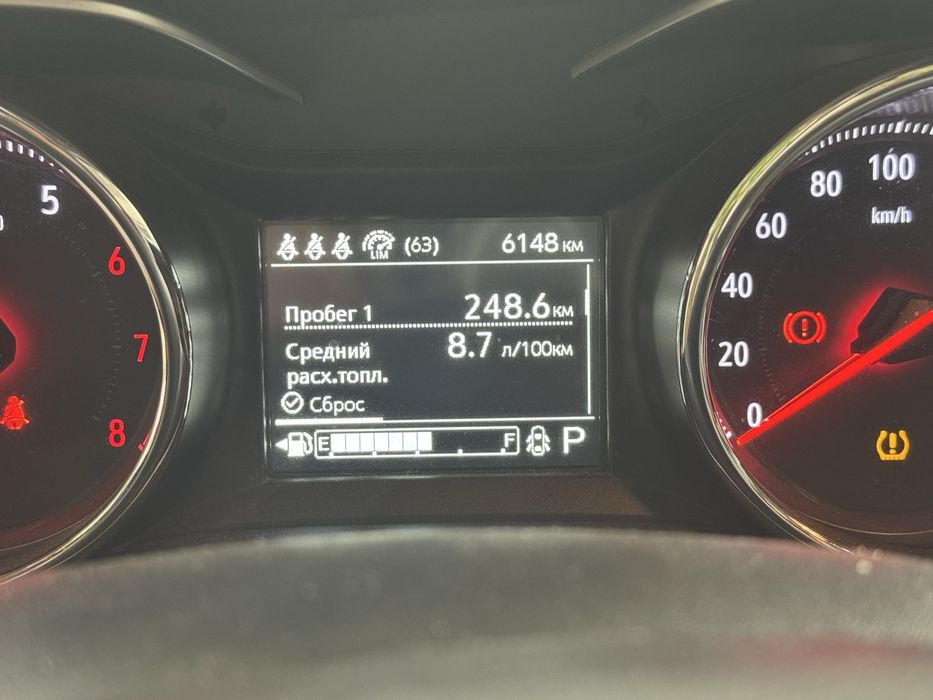 5
6
7
8
LIM (63) 6148 км
Пробег 1 248.6 км
Средний 8.7 л/100км
расх.топл.
Сброс
E F P
100
80
km/h
60
40
20
0